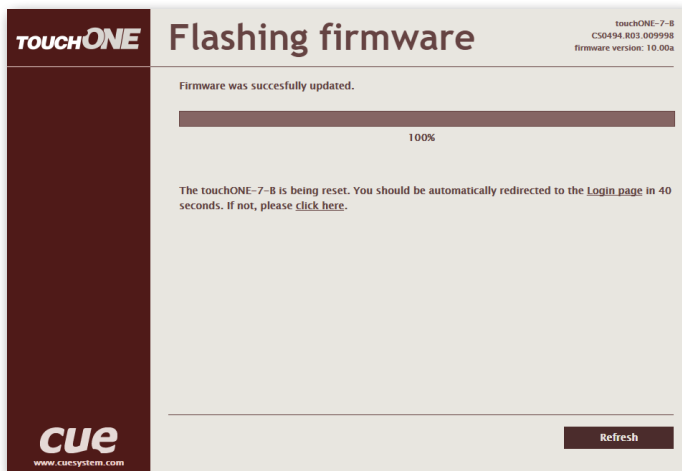 TOUCHONE
Flashing firmware
touchONE-7-B
CS0494.R03.009998
firmware version: 10.00a
Firmware was succesfully updated.
100%
The touchONE-7-B is being reset. You should be automatically redirected to the Login page in 40
seconds. If not, please click here.
Refresh
cue
www.cuesystem.com